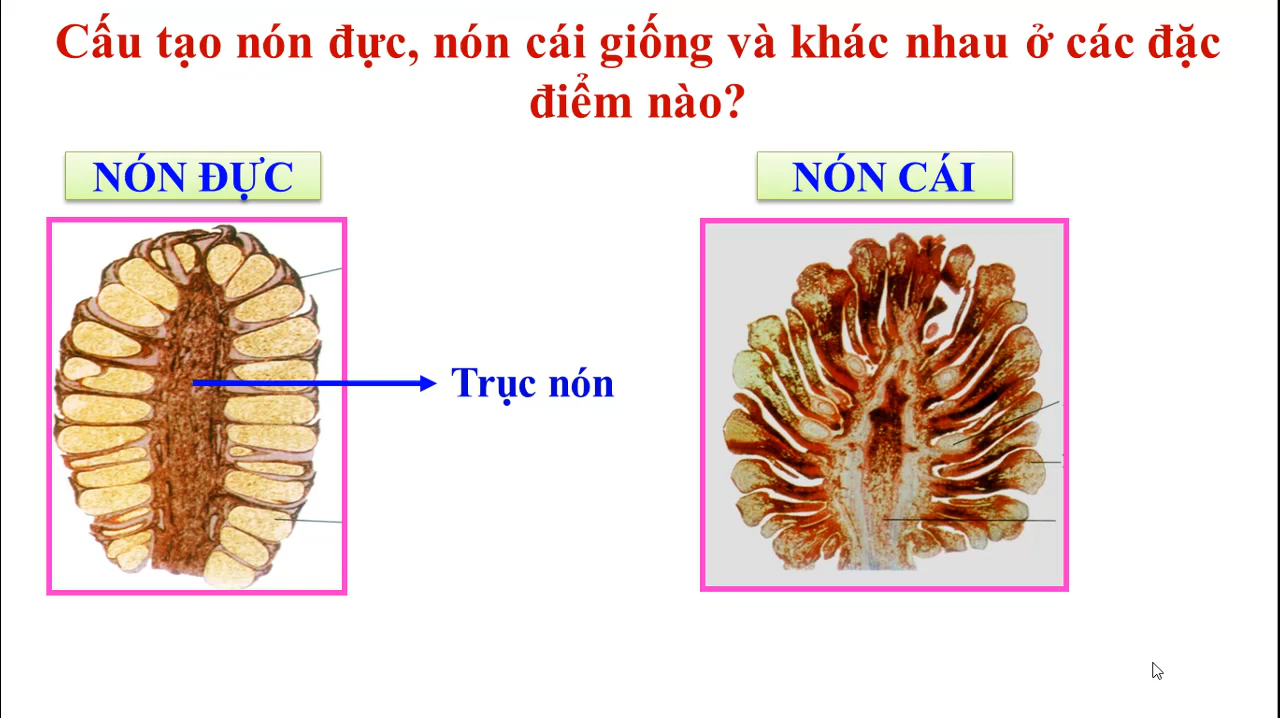 Cấu tạo nón đực, nón cái giống và khác nhau ở các đặc
điểm nào?
NÓN ĐỰC
NÓN CÁI
Trục nón